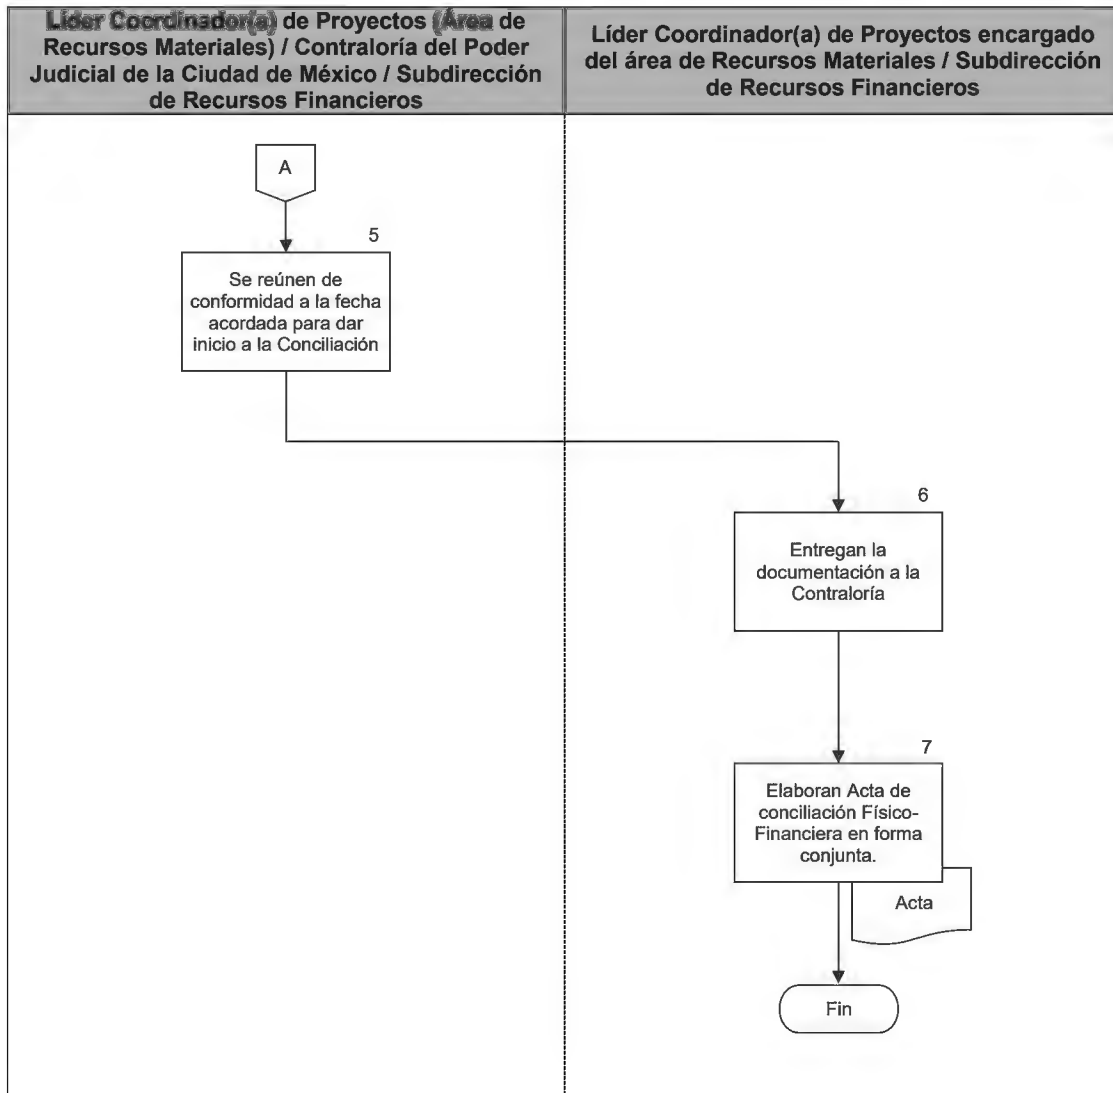 Líder Coordinador(a) de Proyectos (Área de
Recursos Materiales) / Contraloría del Poder
Judicial de la Ciudad de México / Subdirección
de Recursos Financieros
Líder Coordinador(a) de Proyectos encargado
del área de Recursos Materiales / Subdirección
de Recursos Financieros
A
5
Se reúnen de
conformidad a la fecha
acordada para dar
inicio a la Conciliación
6
Entregan la
documentación a la
Contraloría
7
Elaboran Acta de
conciliación Físico-
Financiera en forma
conjunta.
Acta
Fin